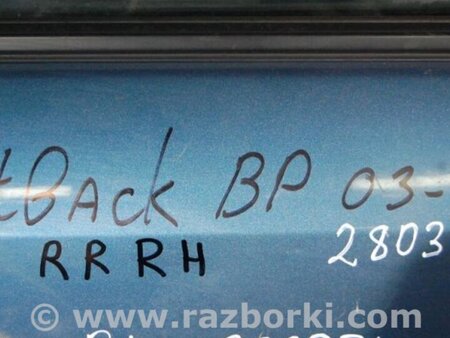 tBack BP 03-
RRRH 2803
www.razborki.com